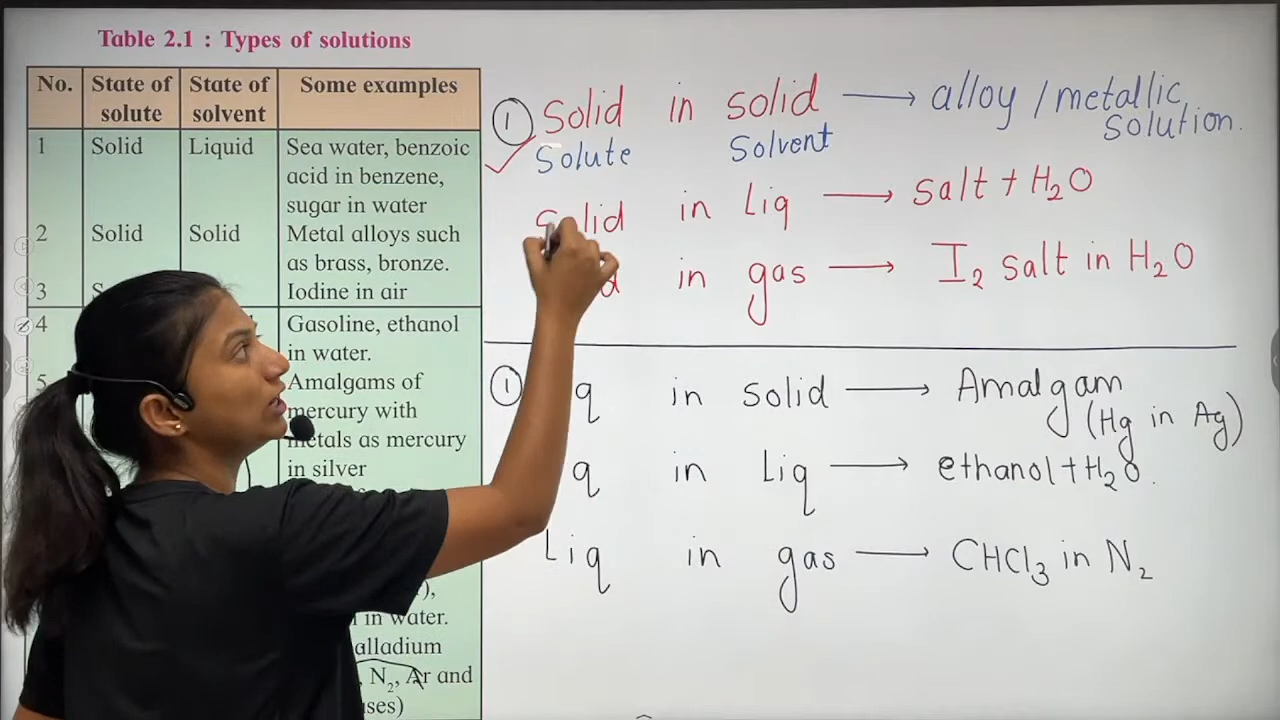 Table 2.1 : Types of solutions
No. State of solute State of solvent Some examples
1 Solid Liquid Sea water, benzoic
acid in benzene,
sugar in water
2 Solid Solid Metal alloys such
as brass, bronze.
3 S Iodine in air
4 Gasoline, ethanol
in water.
5 Amalgams of
mercury with
metals as mercury
in silver
in water.
alladium
N₂, Ar and
ses)
① Solid in solid → alloy / metallic
solution.
Solute Solvent
Solid in Liq → salt + H₂O
d in gas → I₂ salt in H₂O
① q in solid → Amalgam
(Hg in Ag)
q in Liq → ethanol + H₂O.
Liq in gas → CHCl₃ in N₂